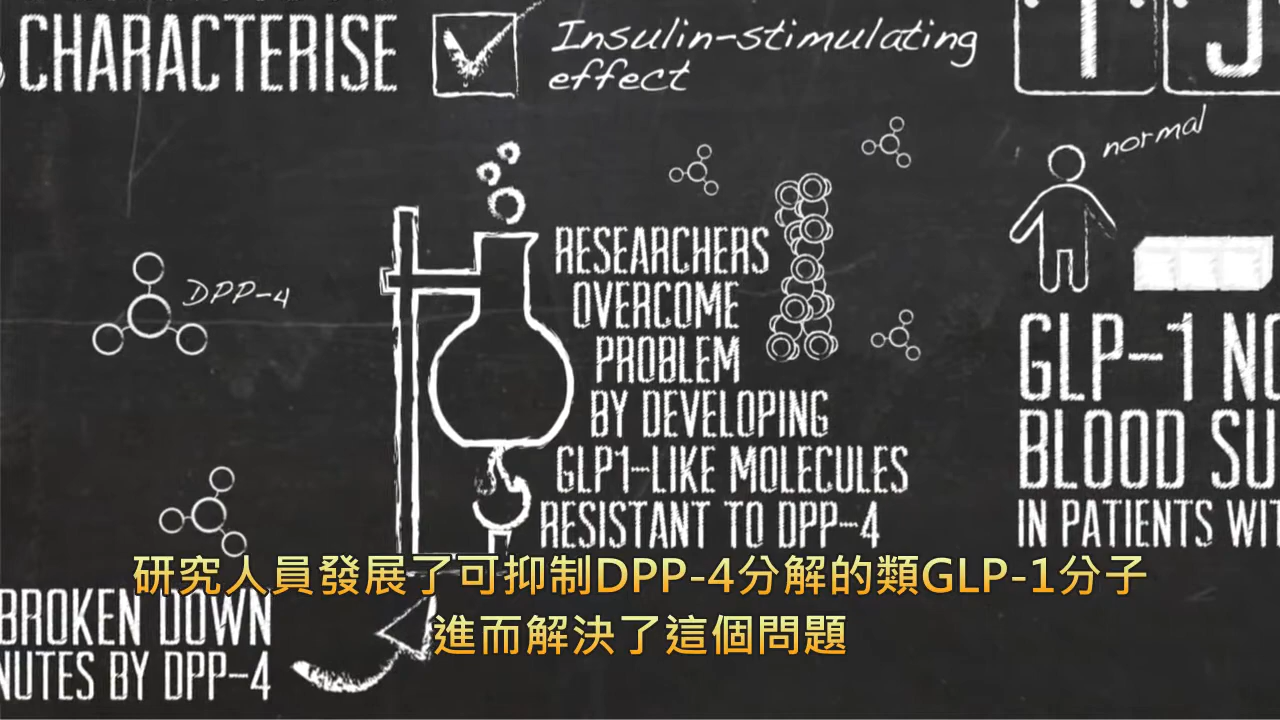 CHARACTERISE
Insulin-stimulating
effect
T J
normal
DPP-4
RESEARCHERS
OVERCOME
PROBLEM
BY DEVELOPING
GLP1-LIKE MOLECULES
RESISTANT TO DPP-4
GLP-1 NO
BLOOD SU
IN PATIENTS WIT
BROKEN DOWN
NUTES BY DPP-4
研究人員發展了可抑制DPP-4分解的類GLP-1分子
進而解決了這個問題